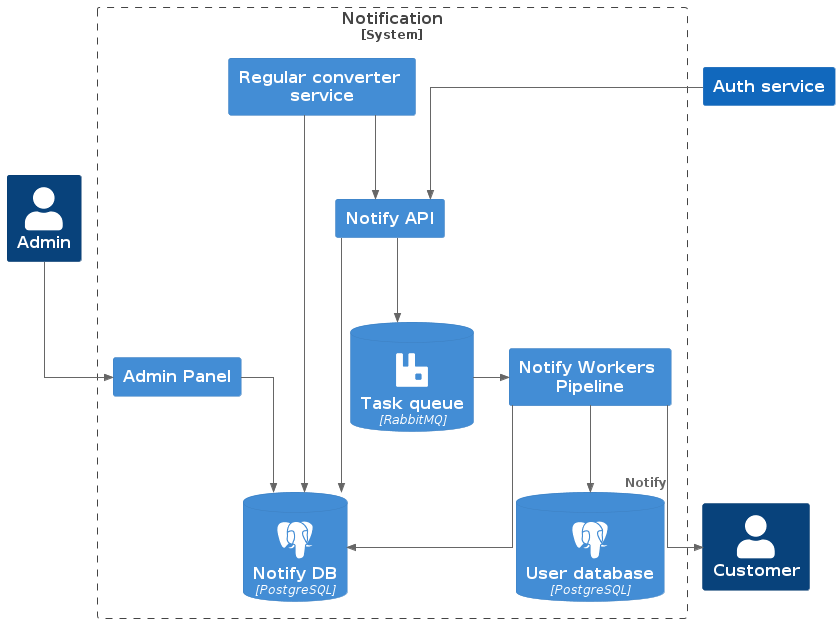 Notification
[System]
Regular converter
service
Auth service
Notify API
Admin
Admin Panel
Task queue
[RabbitMQ]
Notify Workers
Pipeline
Notify
Notify DB
[PostgreSQL]
User database
[PostgreSQL]
Customer